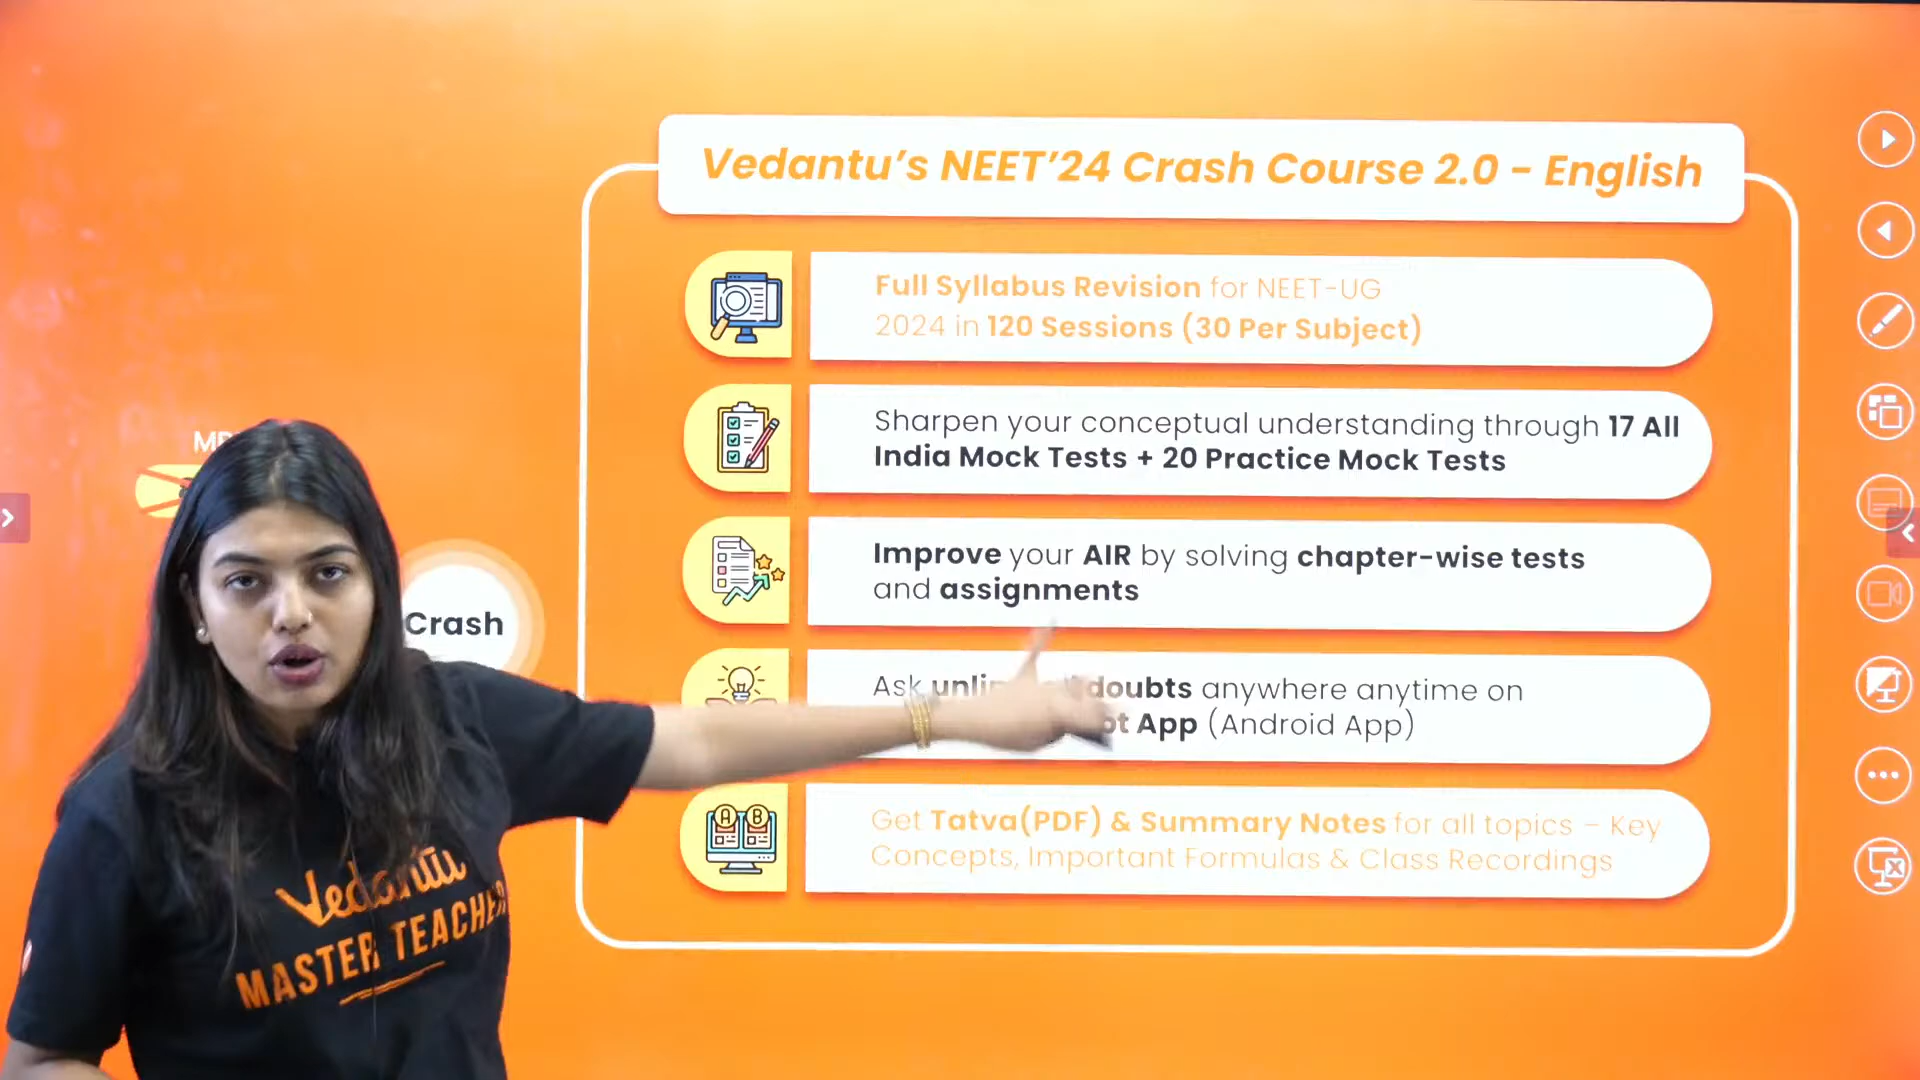 Vedantu's NEET'24 Crash Course 2.0 - English
Full Syllabus Revision for NEET-UG
2024 in 120 Sessions (30 Per Subject)
Sharpen your conceptual understanding through 17 All
India Mock Tests + 20 Practice Mock Tests
Improve your AIR by solving chapter-wise tests
and assignments
Ask doubts anywhere anytime on
App (Android App)
Get Tatva(PDF) & Summary Notes for all topics – Key
Concepts, Important Formulas & Class Recordings
A B
Crash
Vedantu
MASTER TEACHER